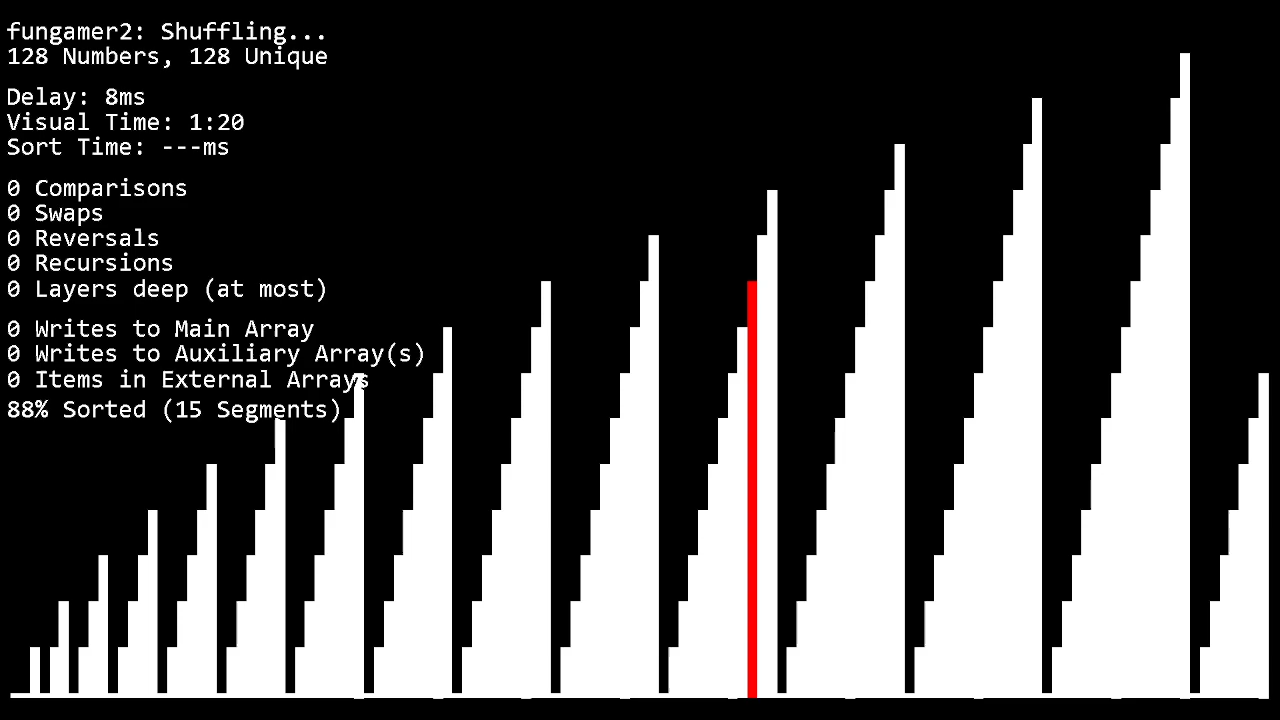 fungamer2: Shuffling...
128 Numbers, 128 Unique
Delay: 8ms
Visual Time: 1:20
Sort Time: ---ms
0 Comparisons
0 Swaps
0 Reversals
0 Recursions
0 Layers deep (at most)
0 Writes to Main Array
0 Writes to Auxiliary Array(s)
0 Items in External Arrays
88% Sorted (15 Segments)